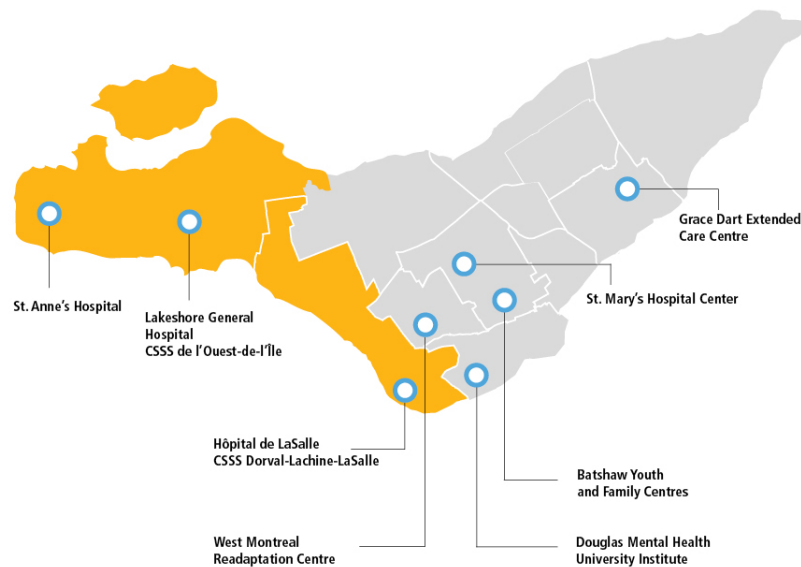 Grace Dart Extended
Care Centre
St. Mary's Hospital Center
St. Anne's Hospital
Lakeshore General
Hospital
CSSS de l'Ouest-de-l'Île
Hôpital de LaSalle
CSSS Dorval-Lachine-LaSalle
Batshaw Youth
and Family Centres
West Montreal
Readaptation Centre
Douglas Mental Health
University Institute